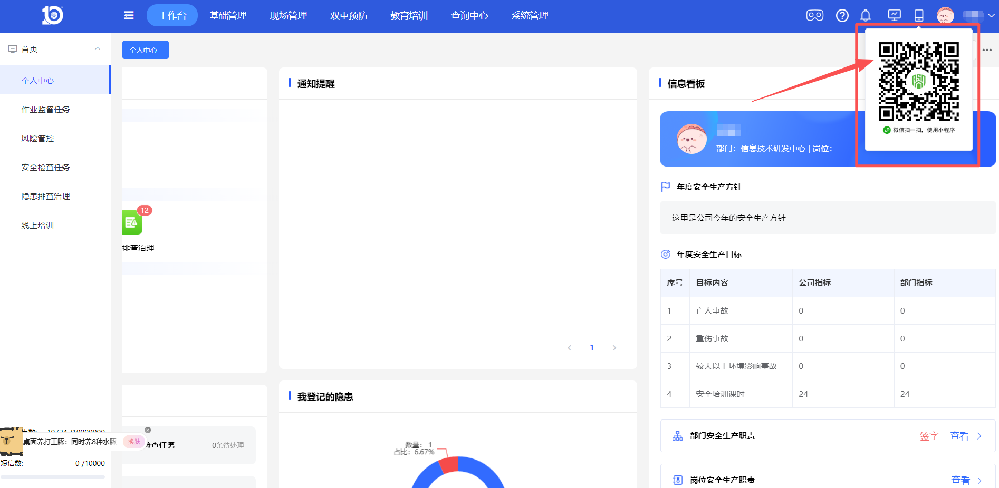 工作台
基础管理
现场管理
双重预防
教育培训
查询中心
系统管理
首页
个人中心
作业监督任务
风险管控
安全检查任务
隐患排查治理
线上培训
个人中心
12
排查治理
通知提醒
1
信息看板
部门：信息技术研发中心 | 岗位：
微信扫一扫，使用小程序
年度安全生产方针
这里是公司今年的安全生产方针
年度安全生产目标
序号 目标内容 公司指标 部门指标
1 亡人事故 0 0
2 重伤事故 0 0
3 较大以上环境影响事故 0 0
4 安全培训课时 24 24
部门安全生产职责 签字 查看
岗位安全生产职责 查看
我登记的隐患
数量： 1
占比：6.67%
检查任务 0条待处理
点数： 10724 /10000000
桌面养打工豚：同时养8种水豚 换肤
短信数: 0 /10000